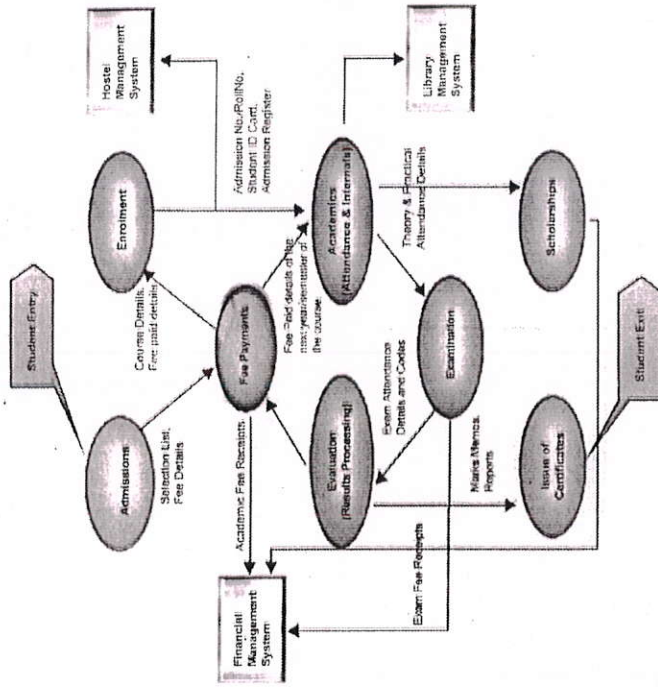 Student Entry
Admissions
Selection List,
Fee Details
Course Details,
Fee paid details
Enrolment
Hostel
Management
System
Admission No./RollNo,
Student ID Card,
Admission Register
Fee Payments
Academic Fee Receipts
Fee Paid details of the
next year/semester of
the course
Financial
Management
System
Academics
(Attendance & Internals)
Library
Management
System
Evaluation
(Results Processing)
Exam Attendance
Details and Codes
Examination
Theory & Practical
Attendance Details
Exam Fee Receipts
Marks Memos,
Reports
Issue of
Certificates
Scholarships
Student Exit